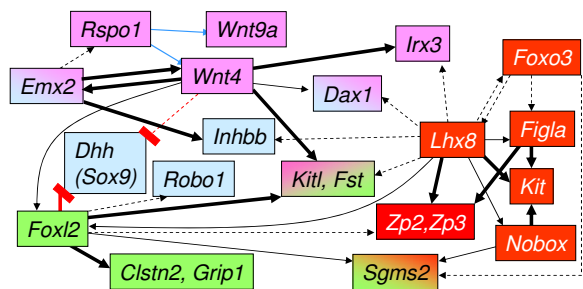 Rspo1
Wnt9a
Irx3
Foxo3
Emx2
Wnt4
Dax1
Inhbb
Lhx8
Figla
Dhh
(Sox9)
Robo1
Kitl, Fst
Kit
Foxl2
Zp2,Zp3
Nobox
Clstn2, Grip1
Sgms2